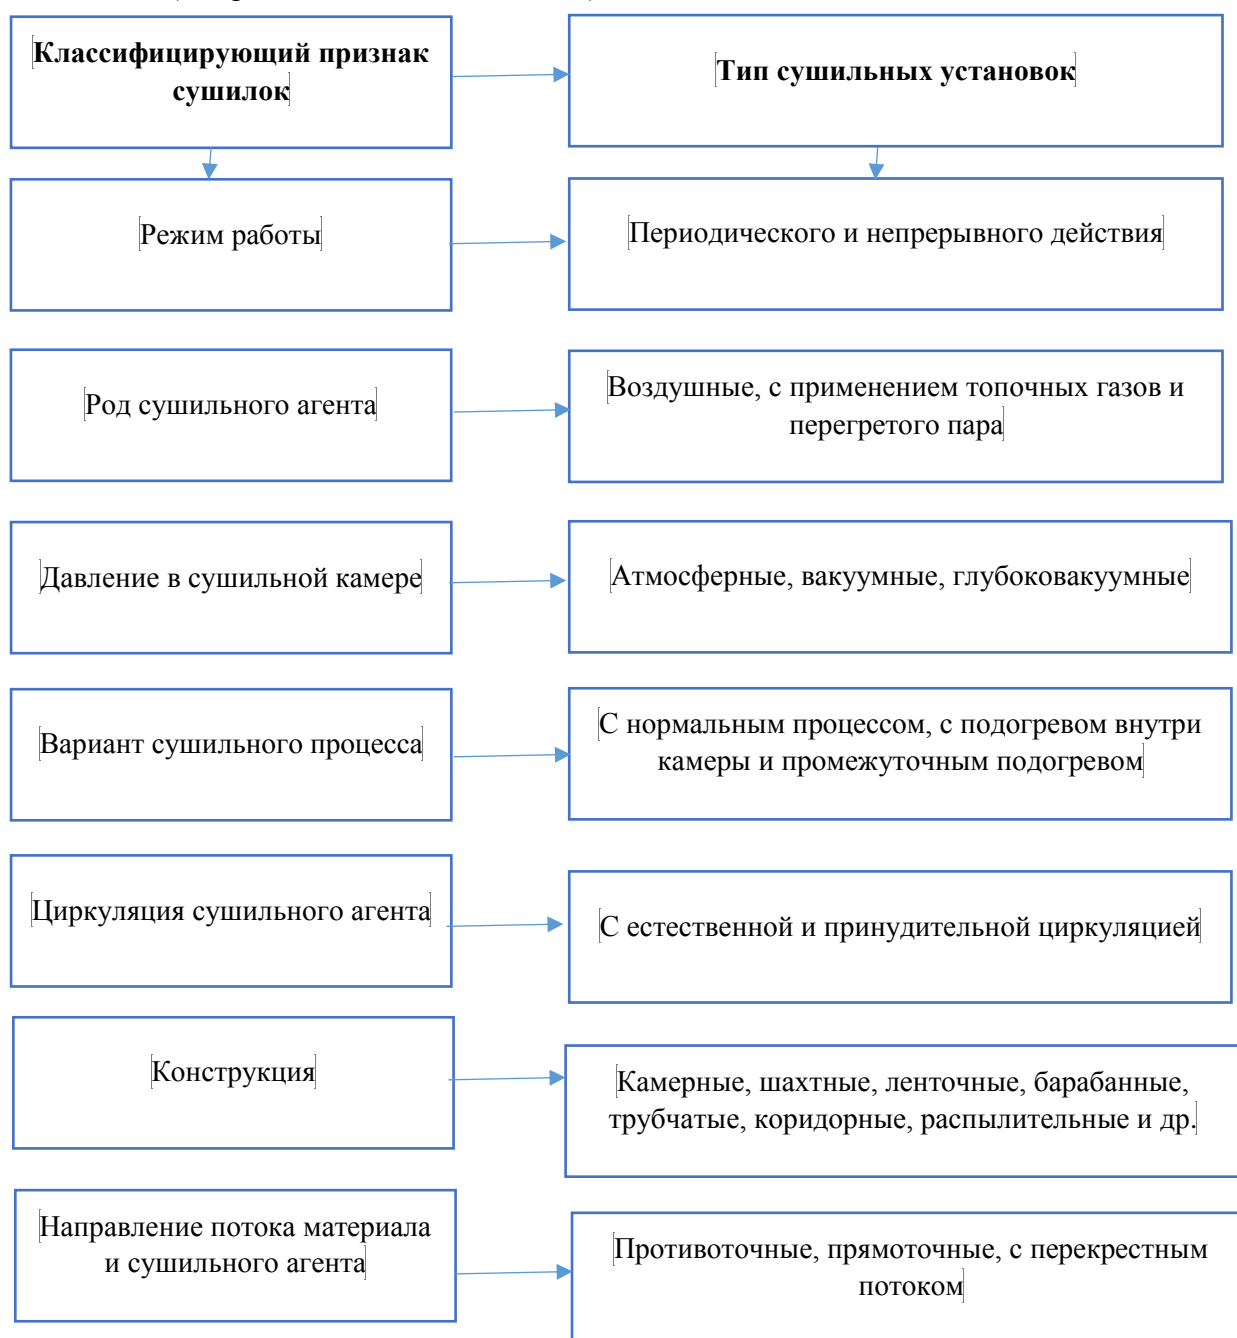 Классифицирующий признак
сушилок
Тип сушильных установок
Режим работы
Периодического и непрерывного действия
Род сушильного агента
Воздушные, с применением топочных газов и
перегретого пара
Давление в сушильной камере
Атмосферные, вакуумные, глубоковакуумные
Вариант сушильного процесса
С нормальным процессом, с подогревом внутри
камеры и промежуточным подогревом
Циркуляция сушильного агента
С естественной и принудительной циркуляцией
Конструкция
Камерные, шахтные, ленточные, барабанные,
трубчатые, коридорные, распылительные и др.
Направление потока материала
и сушильного агента
Противоточные, прямоточные, с перекрестным
потоком